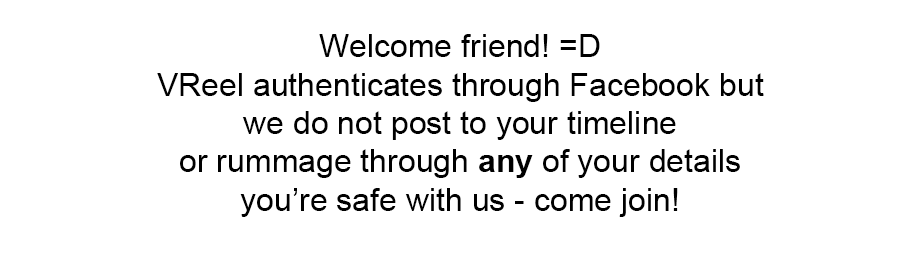 Welcome friend! =D
VReel authenticates through Facebook but
we do not post to your timeline
or rummage through any of your details
you’re safe with us - come join!